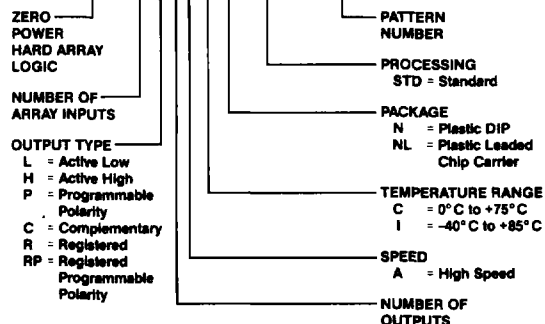 ZERO
POWER
HARD ARRAY
LOGIC
NUMBER OF
ARRAY INPUTS
OUTPUT TYPE
L = Active Low
H = Active High
P = Programmable
Polarity
C = Complementary
R = Registered
RP = Registered
Programmable
Polarity
PATTERN
NUMBER
PROCESSING
STD = Standard
PACKAGE
N = Plastic DIP
NL = Plastic Leaded
Chip Carrier
TEMPERATURE RANGE
C = 0°C to +75°C
I = -40°C to +85°C
SPEED
A = High Speed
NUMBER OF
OUTPUTS